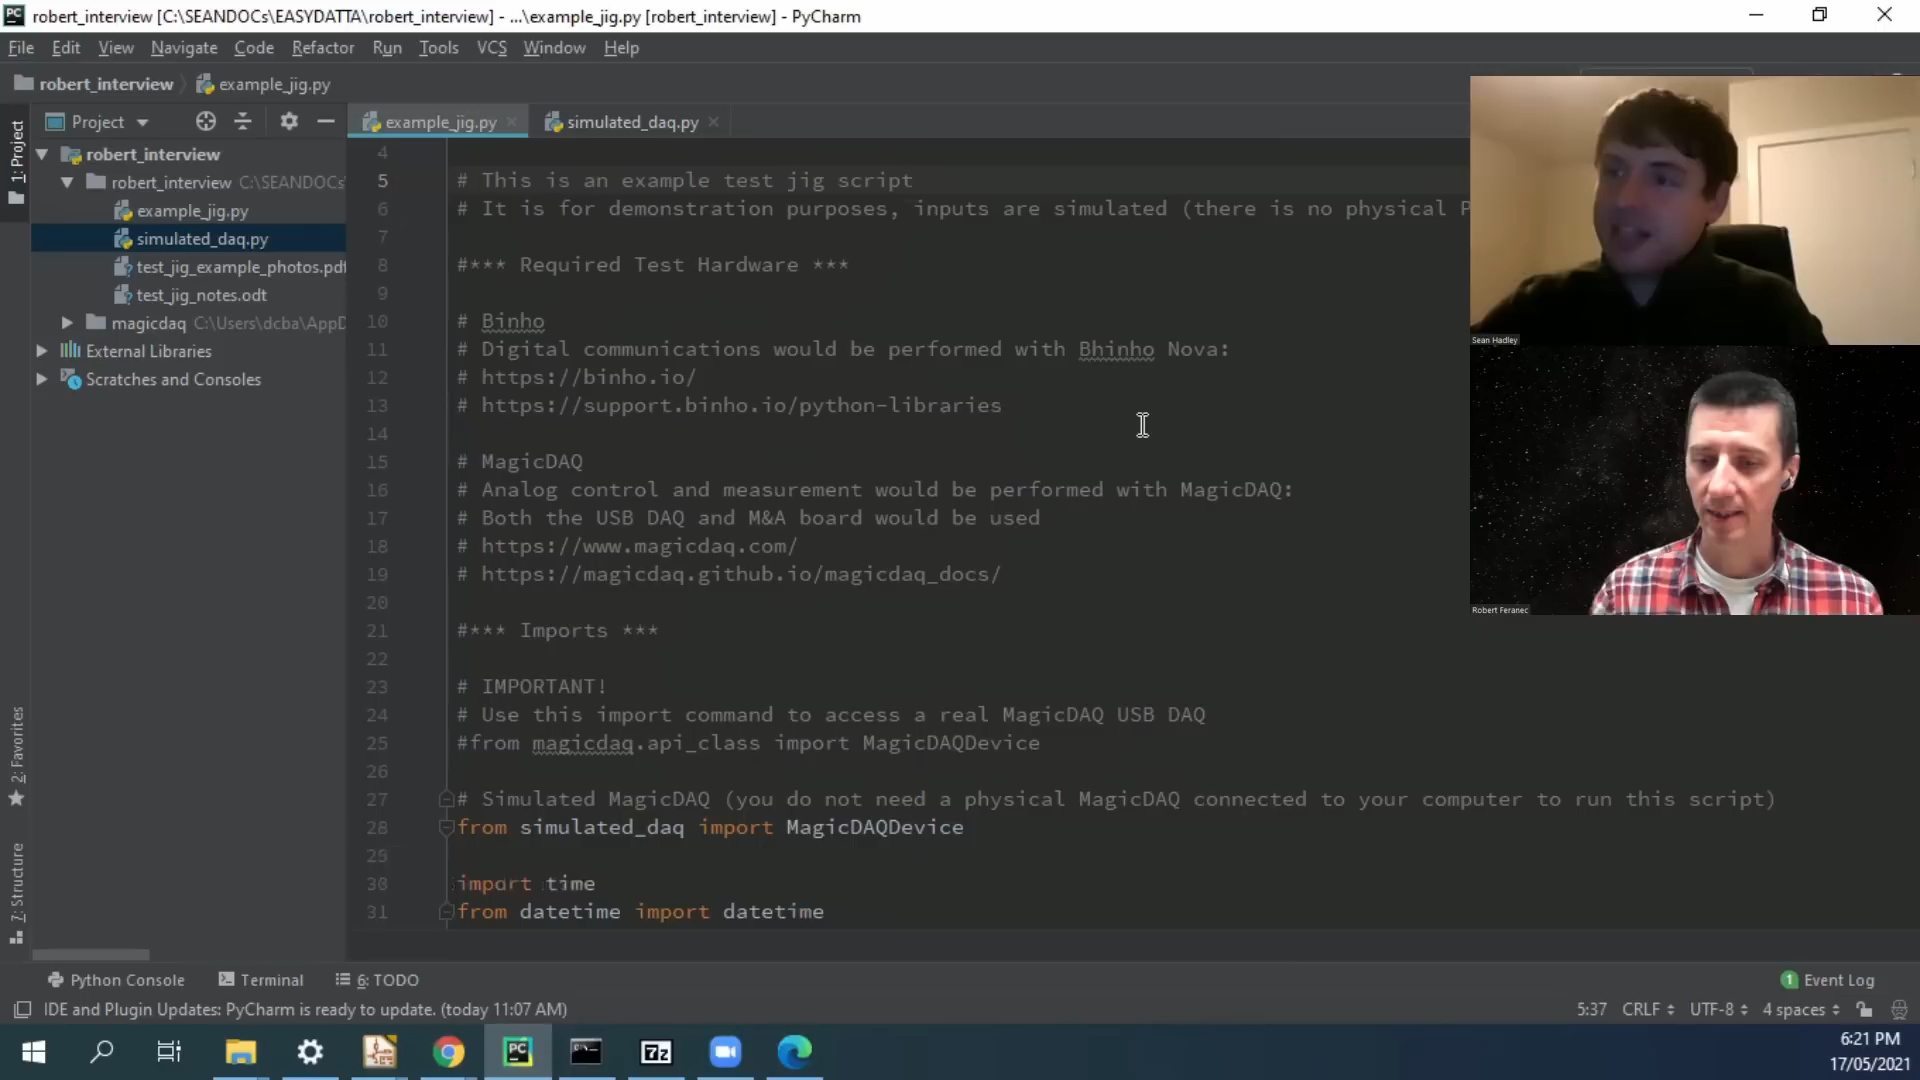 robert_interview [C:\SEANDOCs\EASYDATTA\robert_interview] - ...\example_jig.py [robert_interview] - PyCharm
File Edit View Navigate Code Refactor Run Tools VCS Window Help
robert_interview example_jig.py
1: Project
Project
example_jig.py
simulated_daq.py
robert_interview
robert_interview C:\SEANDOCs
example_jig.py
simulated_daq.py
test_jig_example_photos.pdf
test_jig_notes.odt
magicdaq C:\Users\dcba\AppD
External Libraries
Scratches and Consoles
4
5 # This is an example test jig script
6 # It is for demonstration purposes, inputs are simulated (there is no physical P
7
8 #*** Required Test Hardware ***
9
10 # Binho
11 # Digital communications would be performed with Bhinho Nova:
12 # https://binho.io/
13 # https://support.binho.io/python-libraries
14
15 # MagicDAQ
16 # Analog control and measurement would be performed with MagicDAQ:
17 # Both the USB DAQ and M&A board would be used
18 # https://www.magicdaq.com/
19 # https://magicdaq.github.io/magicdaq_docs/
20
21 #*** Imports ***
22
23 # IMPORTANT!
24 # Use this import command to access a real MagicDAQ USB DAQ
25 #from magicdaq.api_class import MagicDAQDevice
26
27 # Simulated MagicDAQ (you do not need a physical MagicDAQ connected to your computer to run this script)
28 from simulated_daq import MagicDAQDevice
29
30 import time
31 from datetime import datetime
Sean Hadley
Robert Feranec
2: Favorites
7: Structure
Python Console Terminal 6: TODO
1 Event Log
IDE and Plugin Updates: PyCharm is ready to update. (today 11:07 AM)
5:37 CRLF UTF-8 4 spaces
PC
7z
6:21 PM
17/05/2021